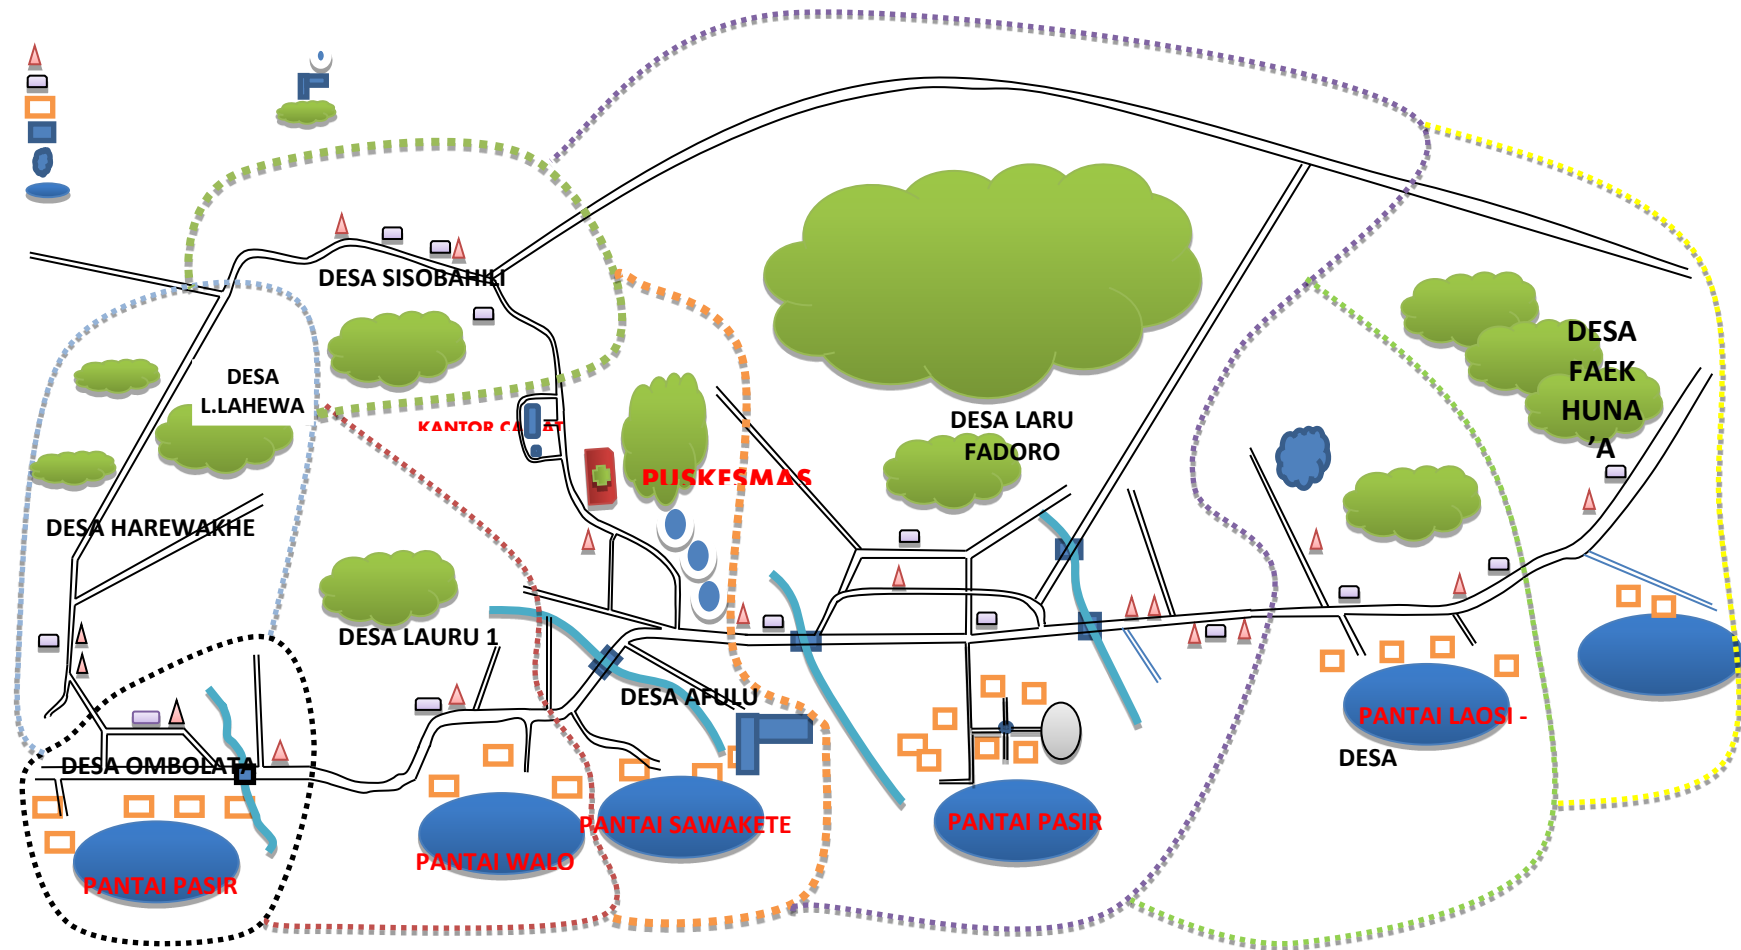 DESA SISOBAHILI
DESA
L.LAHEWA
DESA
FAEK
HUNA
'A
KANTOR
DESA LARU
FADORO
PUSKESMAS
DESA HAREWAKHE
DESA LAURU 1
DESA AFULU
PANTAI LAOSI -
DESA
DESA OMBOLATA
PANTAI SAWAKETE
PANTAI PASIR
PANTAI WALO
PANTAI PASIR